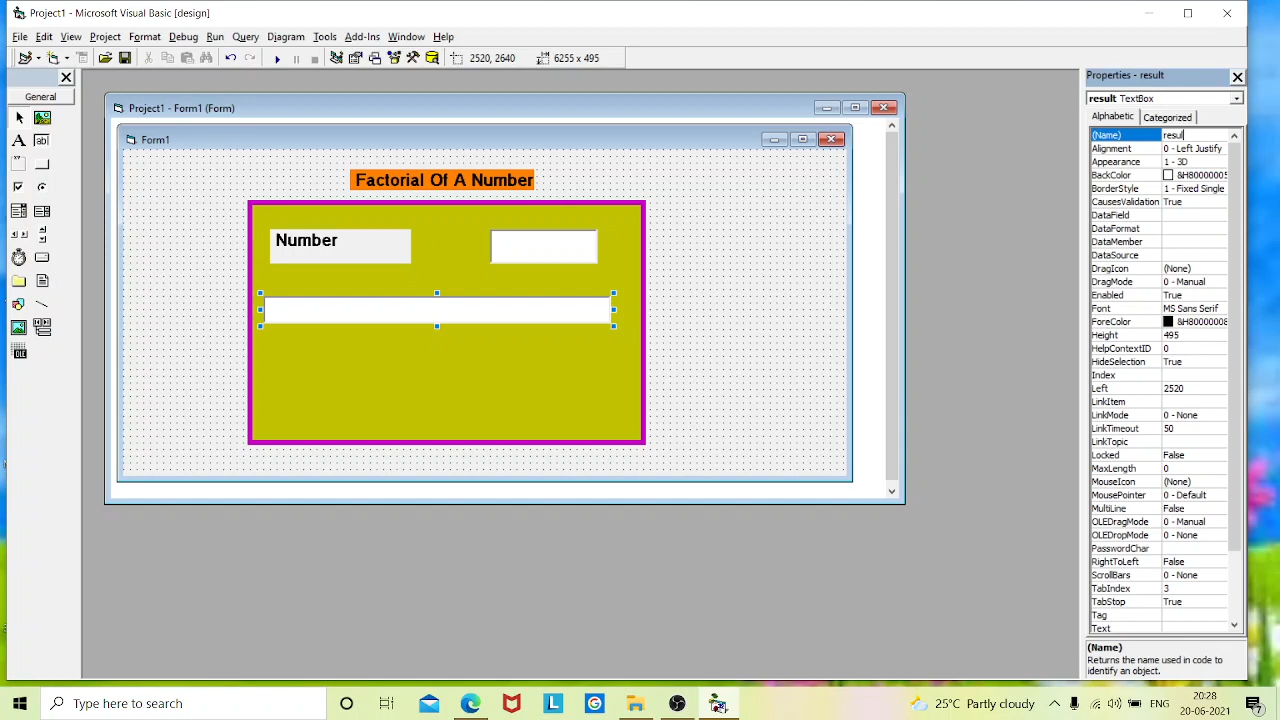 Project1 - Microsoft Visual Basic [design]
File Edit View Project Format Debug Run Query Diagram Tools Add-Ins Window Help
2520, 2640 6255 x 495
General
Project1 - Form1 (Form)
Form1
Factorial Of A Number
Number
Properties - result
result TextBox
Alphabetic Categorized
(Name) resul
Alignment 0 - Left Justify
Appearance 1 - 3D
BackColor &H80000005
BorderStyle 1 - Fixed Single
CausesValidation True
DataField
DataFormat
DataMember
DataSource
DragIcon (None)
DragMode 0 - Manual
Enabled True
Font MS Sans Serif
ForeColor &H80000008
Height 495
HelpContextID 0
HideSelection True
Index
Left 2520
LinkItem
LinkMode 0 - None
LinkTimeout 50
LinkTopic
Locked False
MaxLength 0
MouseIcon (None)
MousePointer 0 - Default
MultiLine False
OLEDragMode 0 - Manual
OLEDropMode 0 - None
PasswordChar
RightToLeft False
ScrollBars 0 - None
TabIndex 3
TabStop True
Tag
Text
(Name)
Returns the name used in code to
identify an object.
Type here to search
25°C Partly cloudy
20:28
20-06-2021